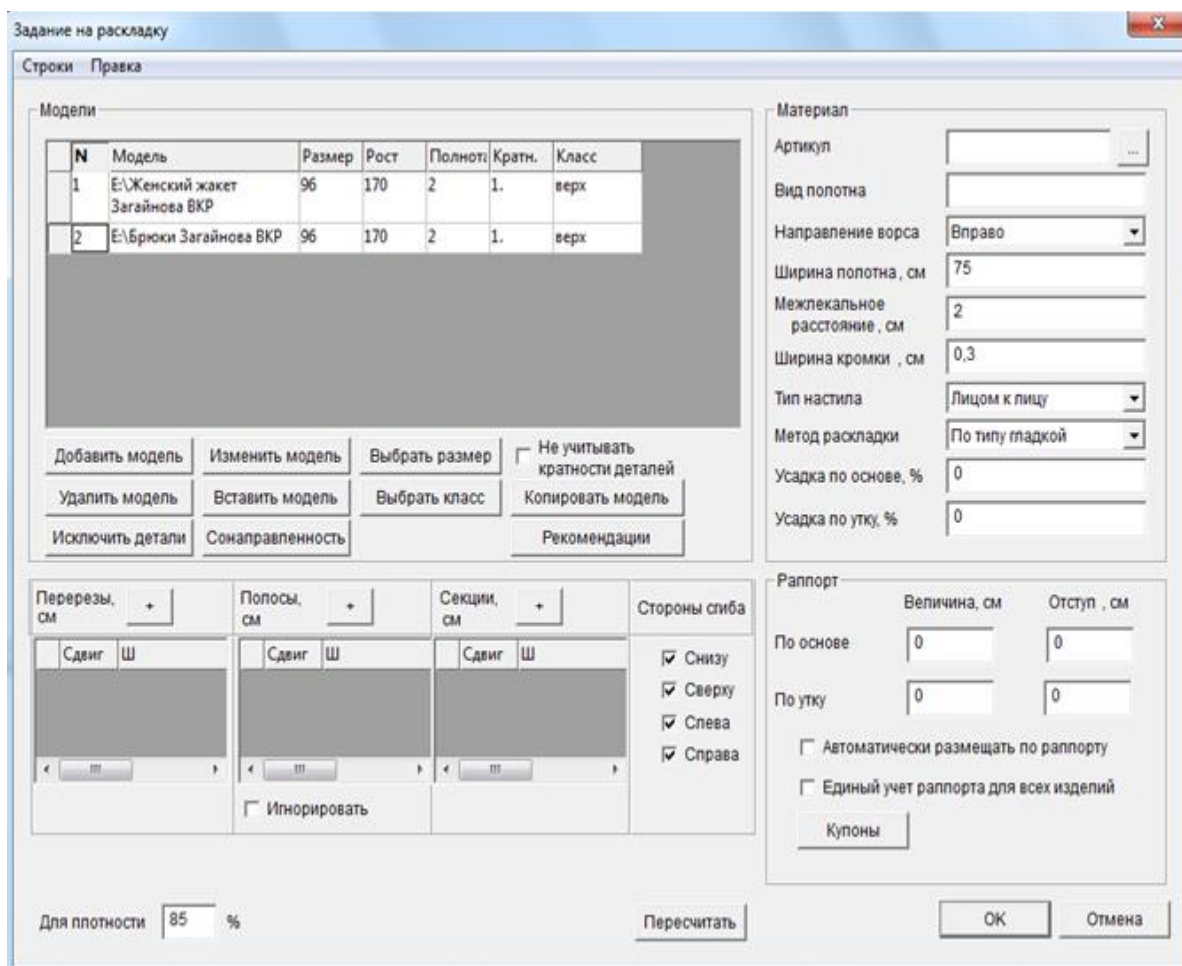 Задание на раскладку
Строки Правка
Модели
N Модель Размер Рост Полнота Кратн. Класс
1 E:\Женский жакет 96 170 2 1. верх
Загайнова ВКР
2 E:\Брюки Загайнова ВКР 96 170 2 1. верх
Добавить модель Изменить модель Выбрать размер Не учитывать
кратности деталей
Удалить модель Вставить модель Выбрать класс Копировать модель
Исключить детали Сонаправленность Рекомендации
Материал
Артикул ...
Вид полотна
Направление ворса Вправо
Ширина полотна , см 75
Межлекальное
расстояние , см 2
Ширина кромки , см 0,3
Тип настила Лицом к лицу
Метод раскладки По типу гладкой
Усадка по основе, % 0
Усадка по утку, % 0
Перерезы,
см +
Сдвиг Ш
Полосы,
см +
Сдвиг Ш
Игнорировать
Секции,
см +
Сдвиг Ш
Стороны сгиба
Снизу
Сверху
Слева
Справа
Раппорт
Величина, см Отступ , см
По основе 0 0
По утку 0 0
Автоматически размещать по раппорту
Единый учет раппорта для всех изделий
Купоны
Для плотности 85 % Пересчитать OK Отмена